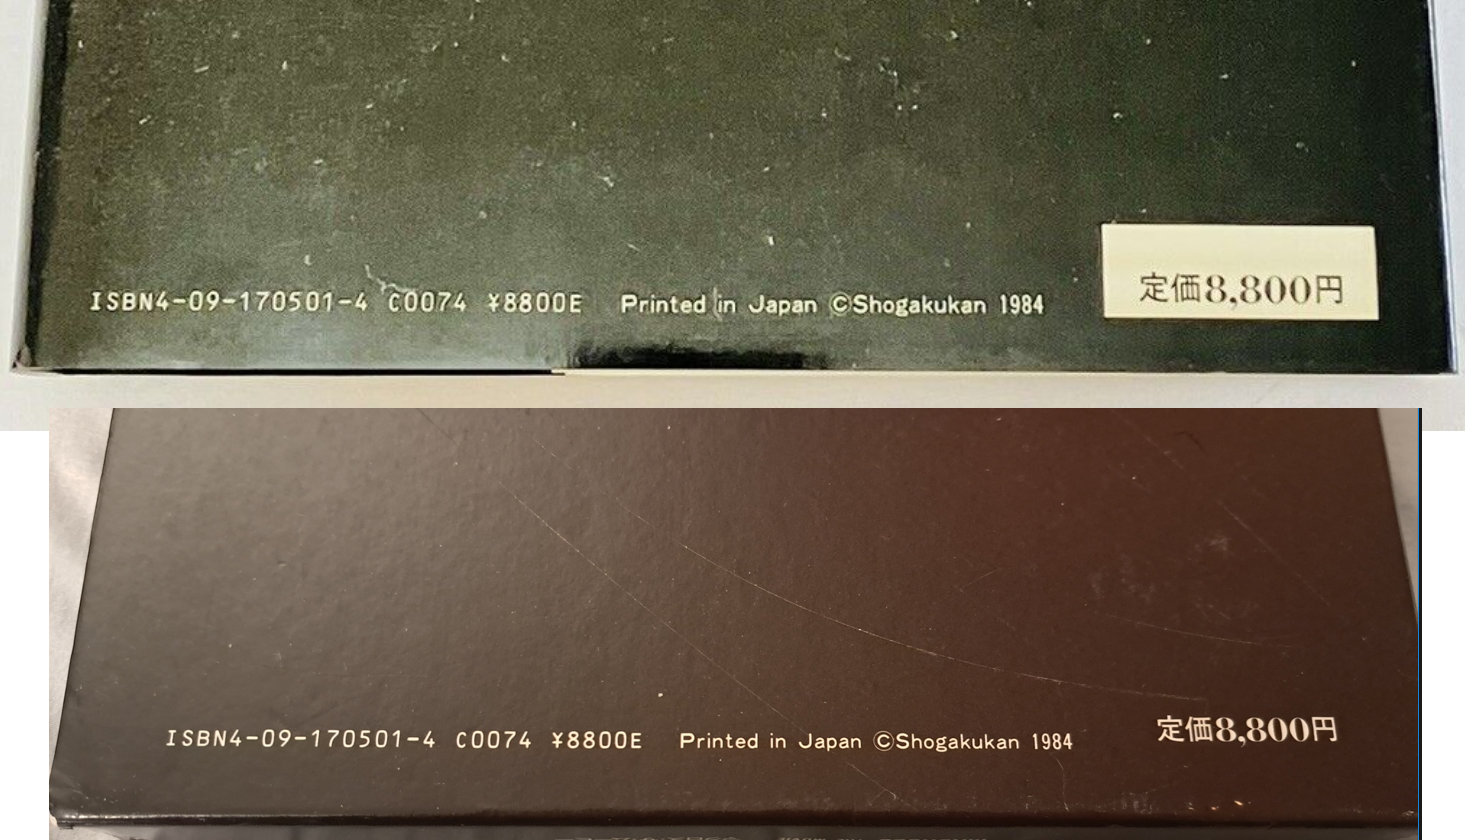 ISBN4-09-170501-4 C0074 ¥8800E Printed in Japan ©Shogakukan 1984
定価8,800円
ISBN4-09-170501-4 C0074 ¥8800E Printed in Japan ©Shogakukan 1984
定価8,800円